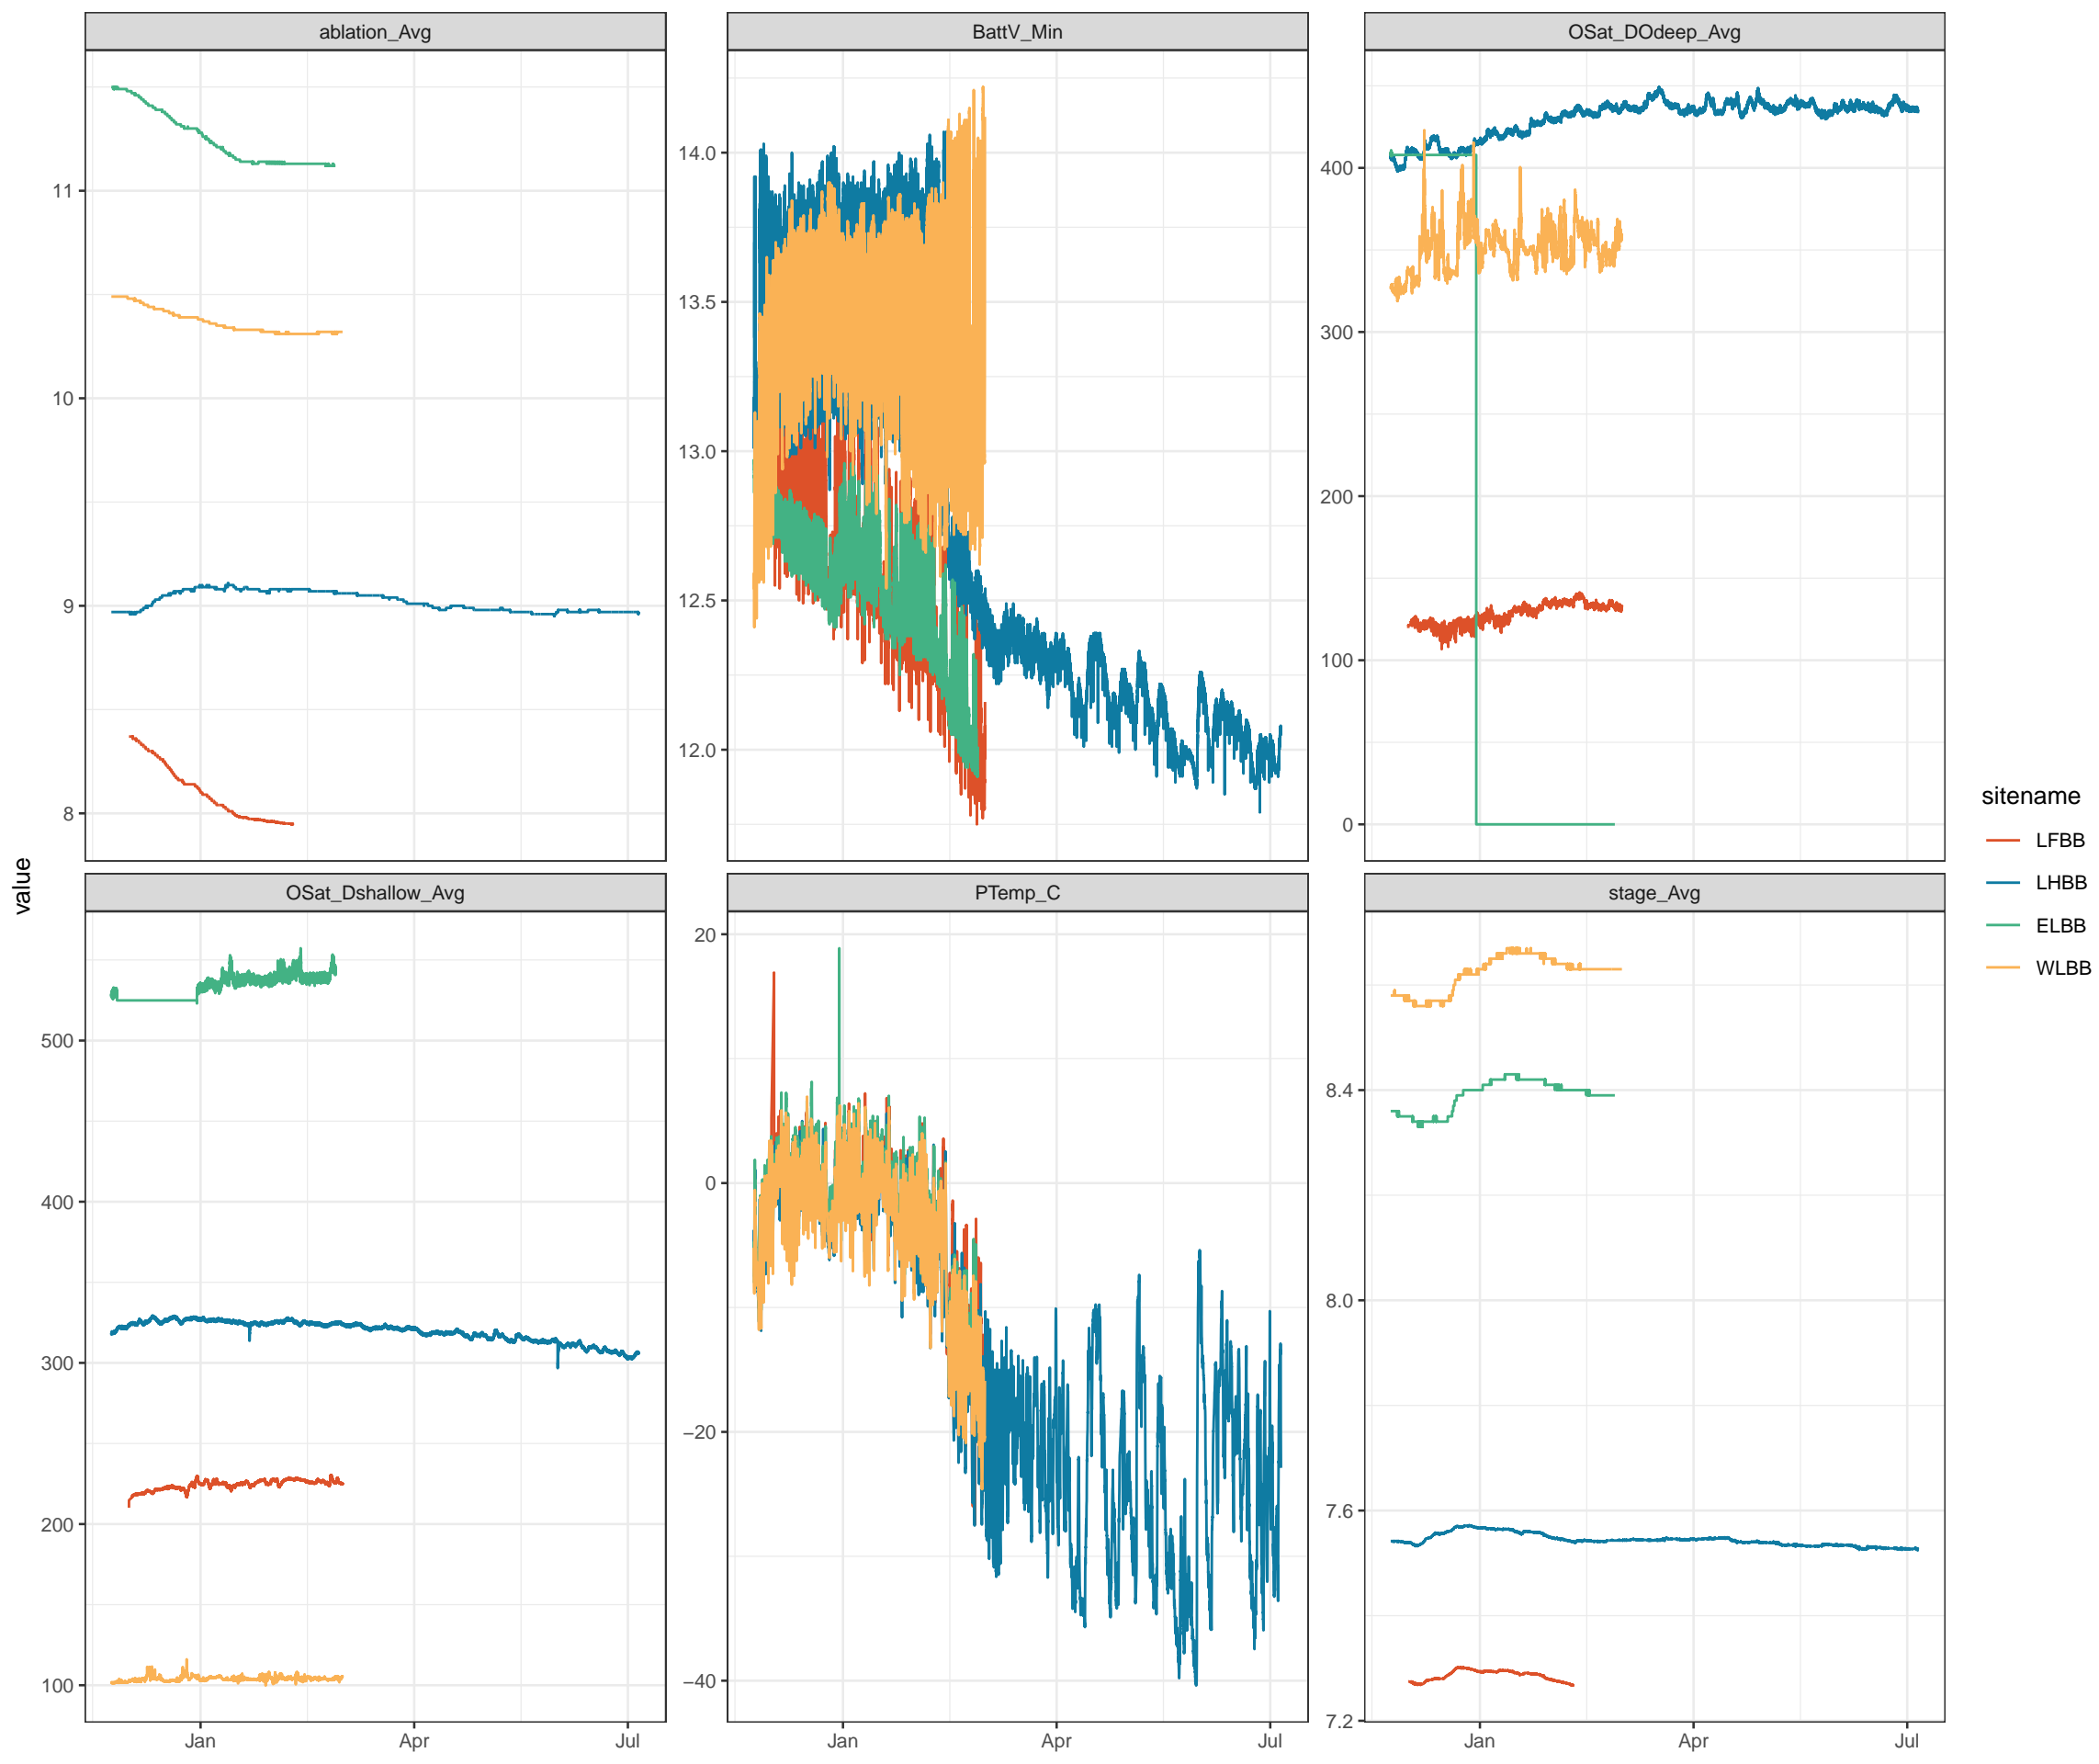 ablation_Avg
BattV_Min
OSat_DOdeep_Avg
11
10
9
8
14.0
13.5
13.0
12.5
12.0
400
300
200
100
0
value
OSat_Dshallow_Avg
PTemp_C
stage_Avg
500
400
300
200
100
20
0
−20
−40
8.4
8.0
7.6
7.2
Jan
Apr
Jul
Jan
Apr
Jul
Jan
Apr
Jul
sitename
LFBB
LHBB
ELBB
WLBB